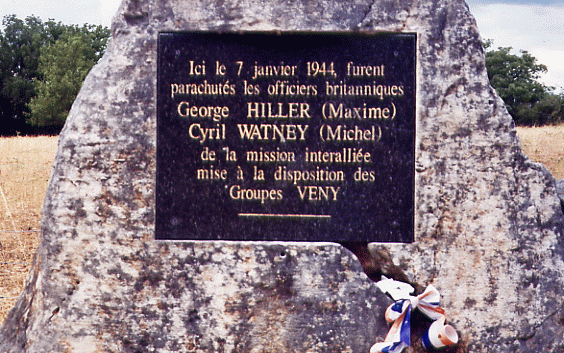 Ici le 7 janvier 1944, furent
parachutés les officiers britanniques
George HILLER (Maxime)
Cyril WATNEY (Michel)
de la mission interalliée
mise à la disposition des
Groupes VENY